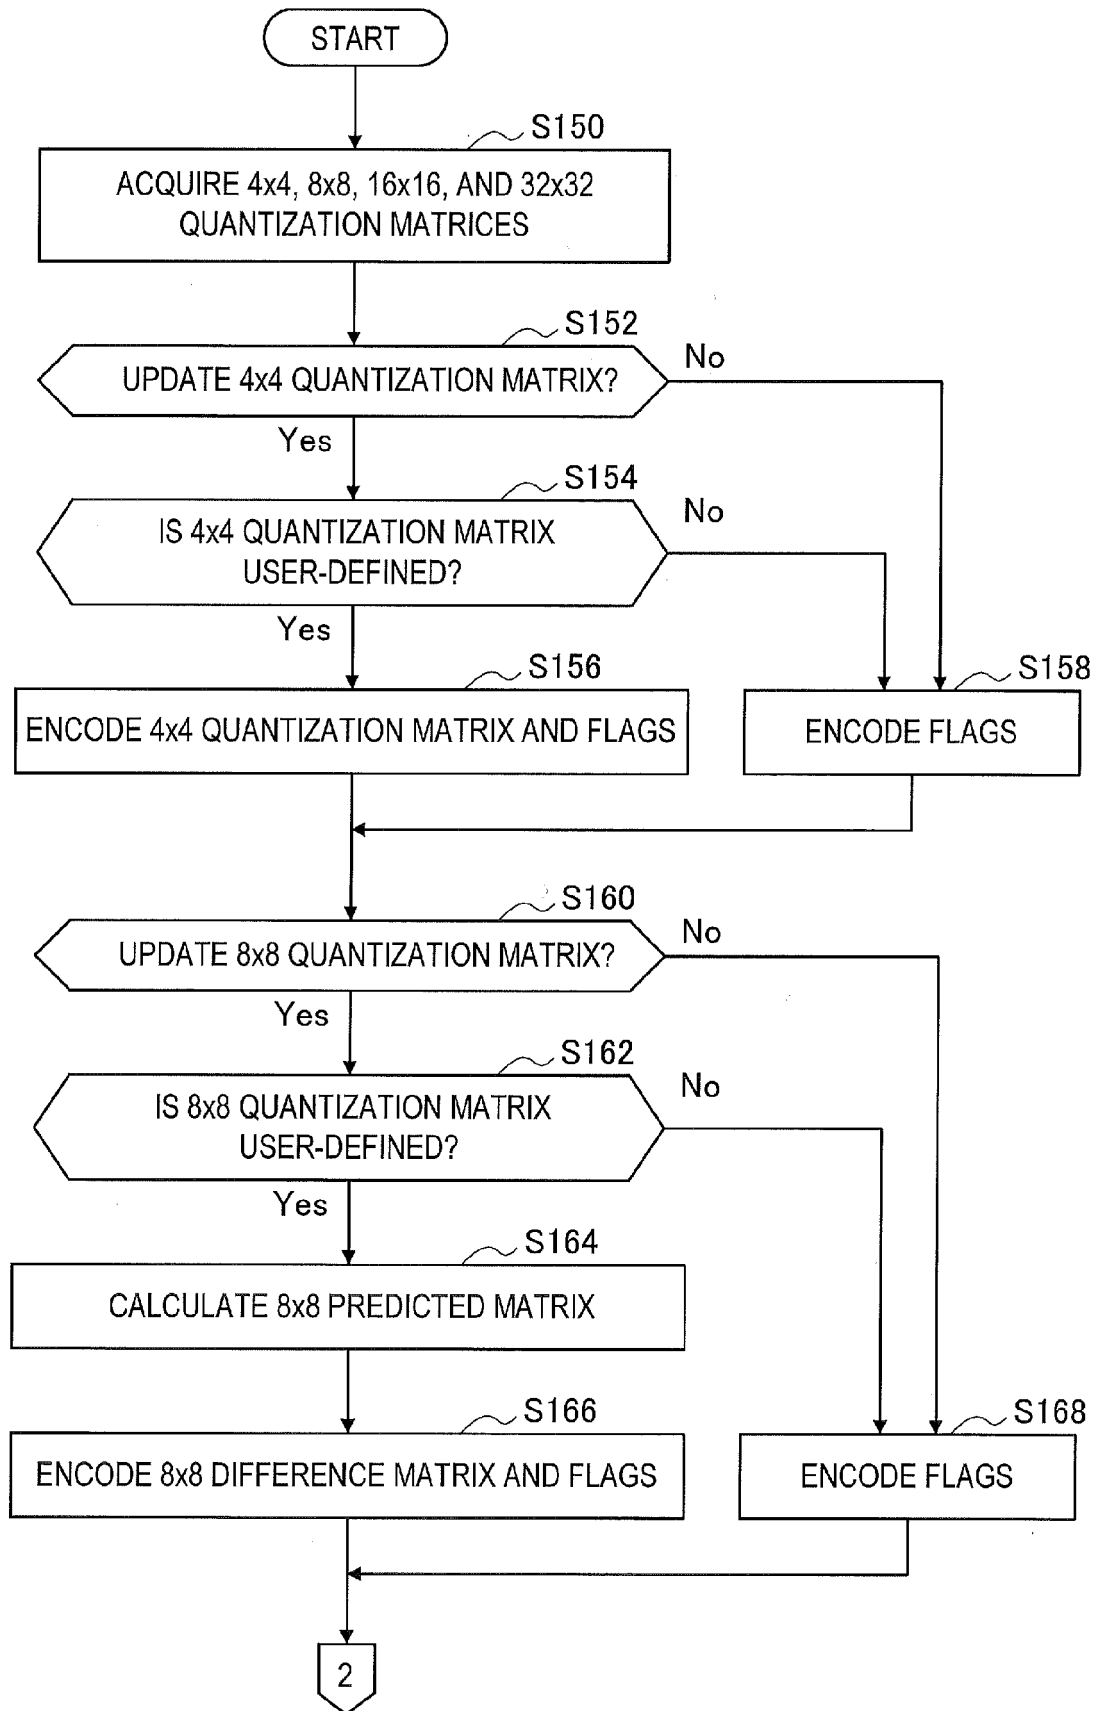 START
S150
ACQUIRE 4x4, 8x8, 16x16, AND 32x32
QUANTIZATION MATRICES
S152
UPDATE 4x4 QUANTIZATION MATRIX?
No
Yes
S154
IS 4x4 QUANTIZATION MATRIX
USER-DEFINED?
No
Yes
S156
ENCODE 4x4 QUANTIZATION MATRIX AND FLAGS
S158
ENCODE FLAGS
S160
UPDATE 8x8 QUANTIZATION MATRIX?
No
Yes
S162
IS 8x8 QUANTIZATION MATRIX
USER-DEFINED?
No
Yes
S164
CALCULATE 8x8 PREDICTED MATRIX
S166
ENCODE 8x8 DIFFERENCE MATRIX AND FLAGS
S168
ENCODE FLAGS
2